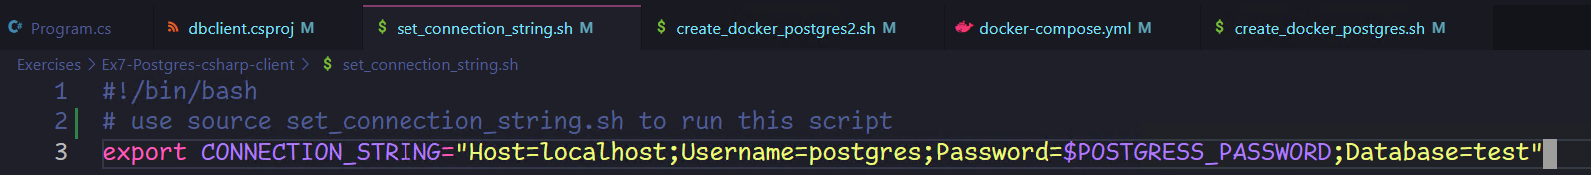 Program.cs dbclient.csproj M $ set_connection_string.sh M $ create_docker_postgres2.sh M docker-compose.yml M $ create_docker_postgres.sh M
Exercises > Ex7-Postgres-csharp-client > $ set_connection_string.sh
1 #!/bin/bash
2 # use source set_connection_string.sh to run this script
3 export CONNECTION_STRING="Host=localhost;Username=postgres;Password=$POSTGRESS_PASSWORD;Database=test"